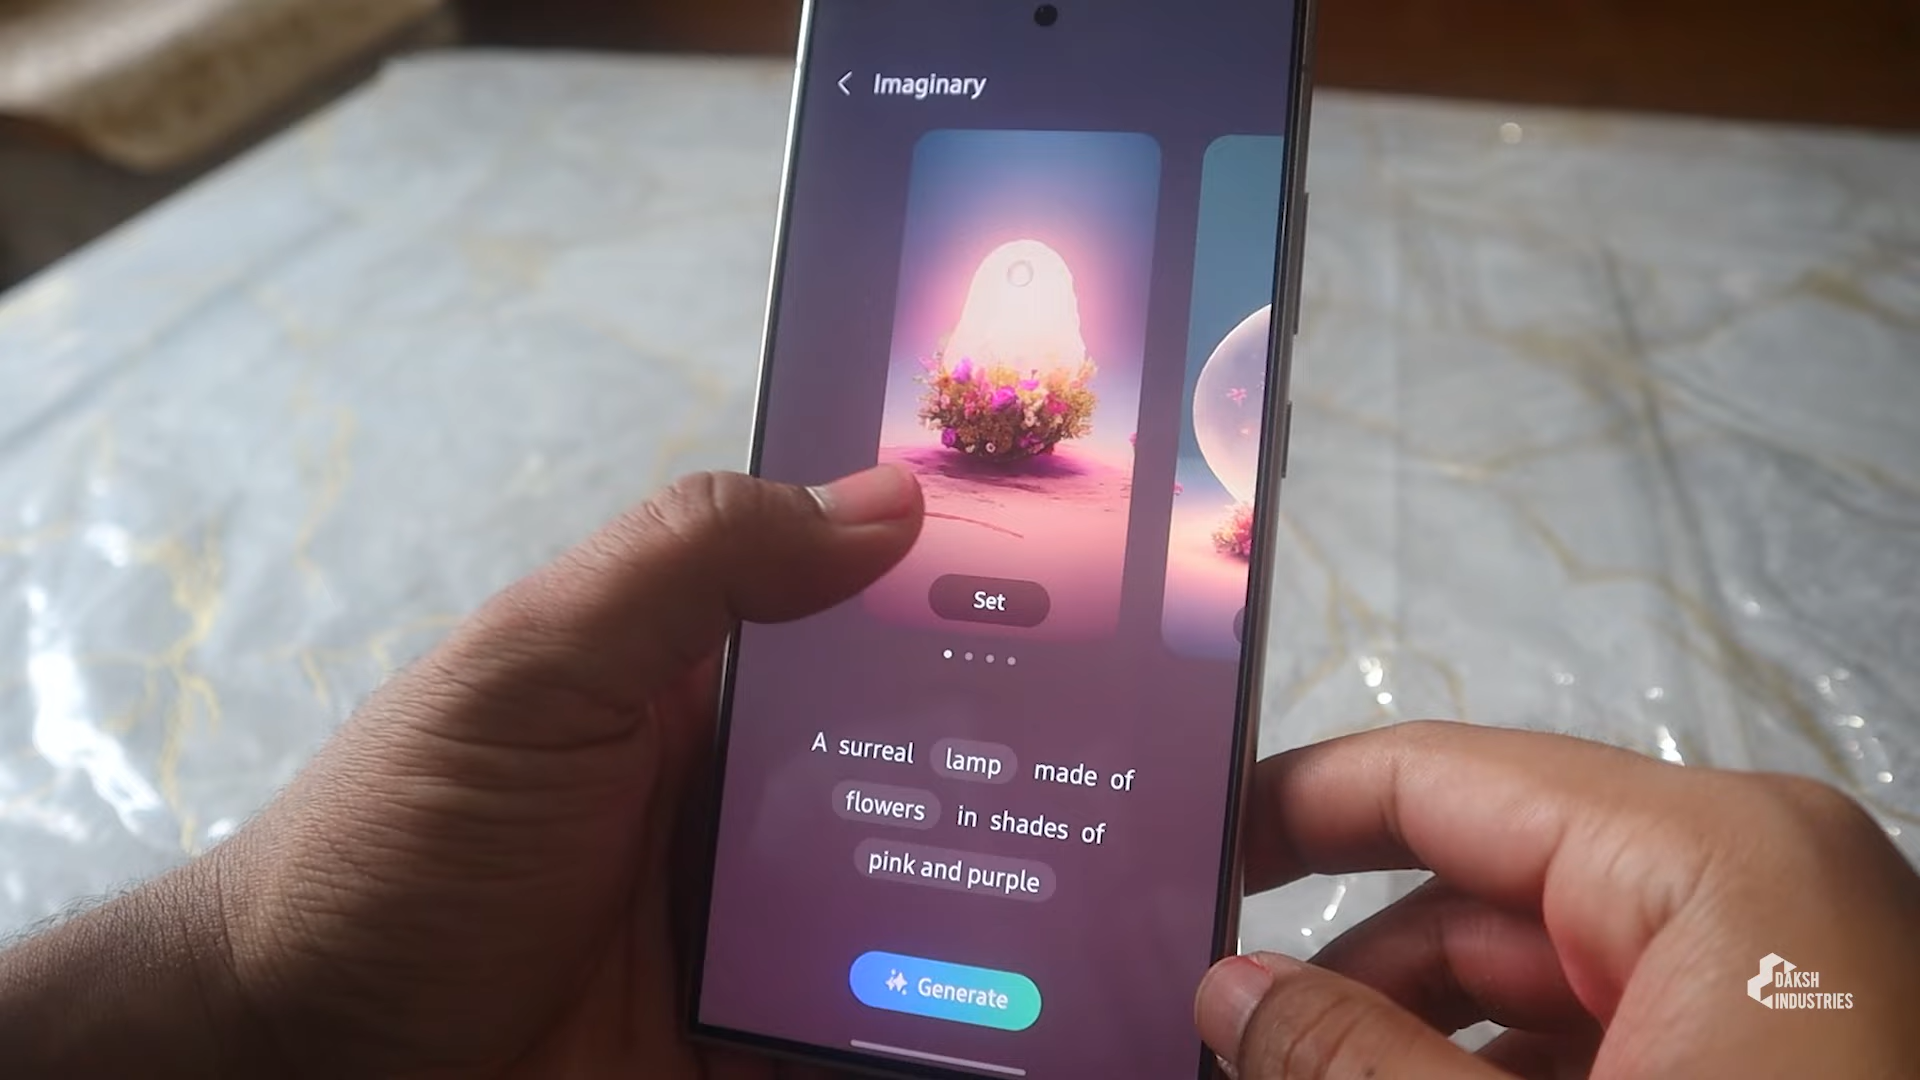 Imaginary
Set
A surreal lamp made of
flowers in shades of
pink and purple
Generate
DAKSH
INDUSTRIES